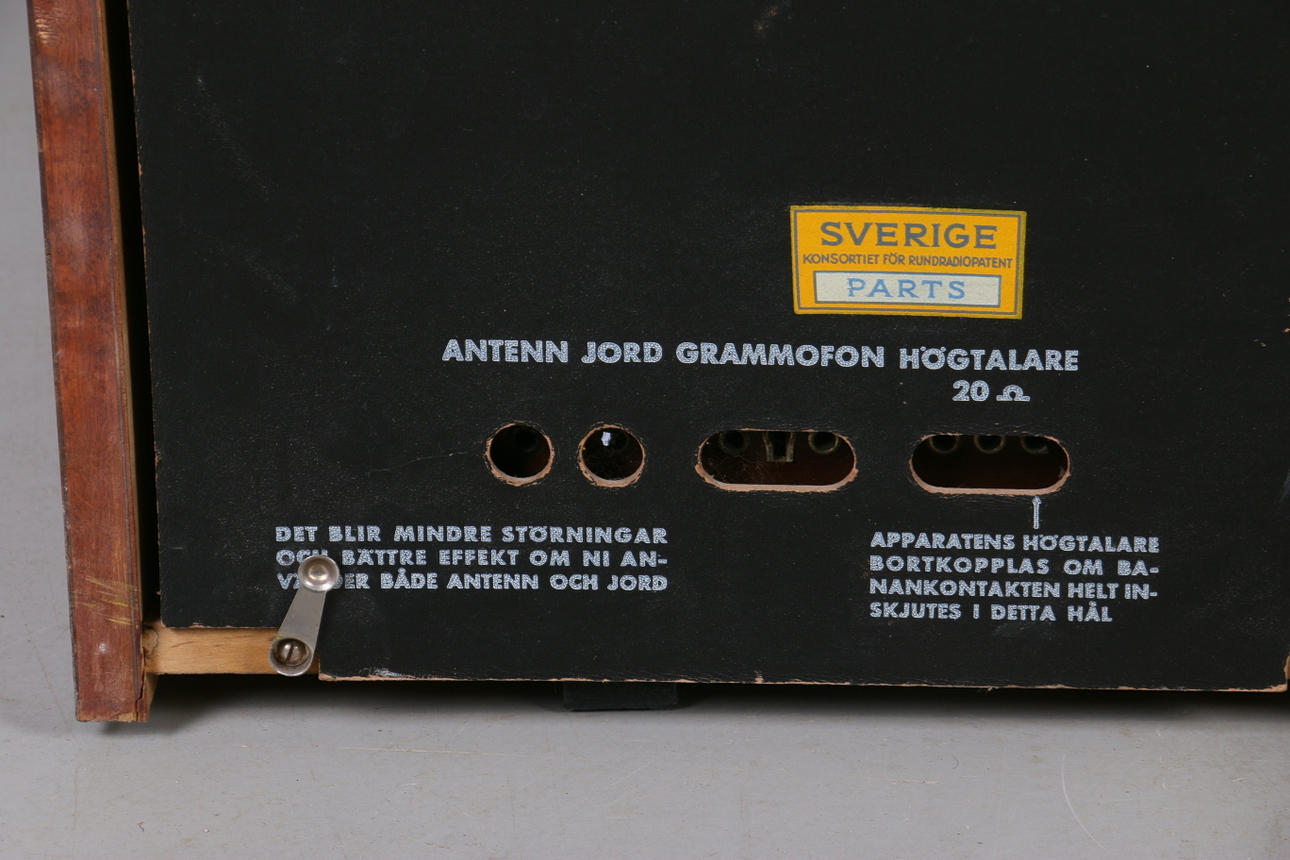 SVERIGE
KONSORTIET FÖR RUNDRADIOPATENT
PARTS
ANTENN JORD GRAMMOFON HÖGTALARE
20 Ω
DET BLIR MINDRE STÖRNINGAR
OCH BÄTTRE EFFEKT OM NI AN-
BÅDE ANTENN OCH JORD
APPARATENS HÖGTALARE
BORTKOPPLAS OM BA-
NANKONTAKTEN HELT IN-
SKJUTES I DETTA HÅL